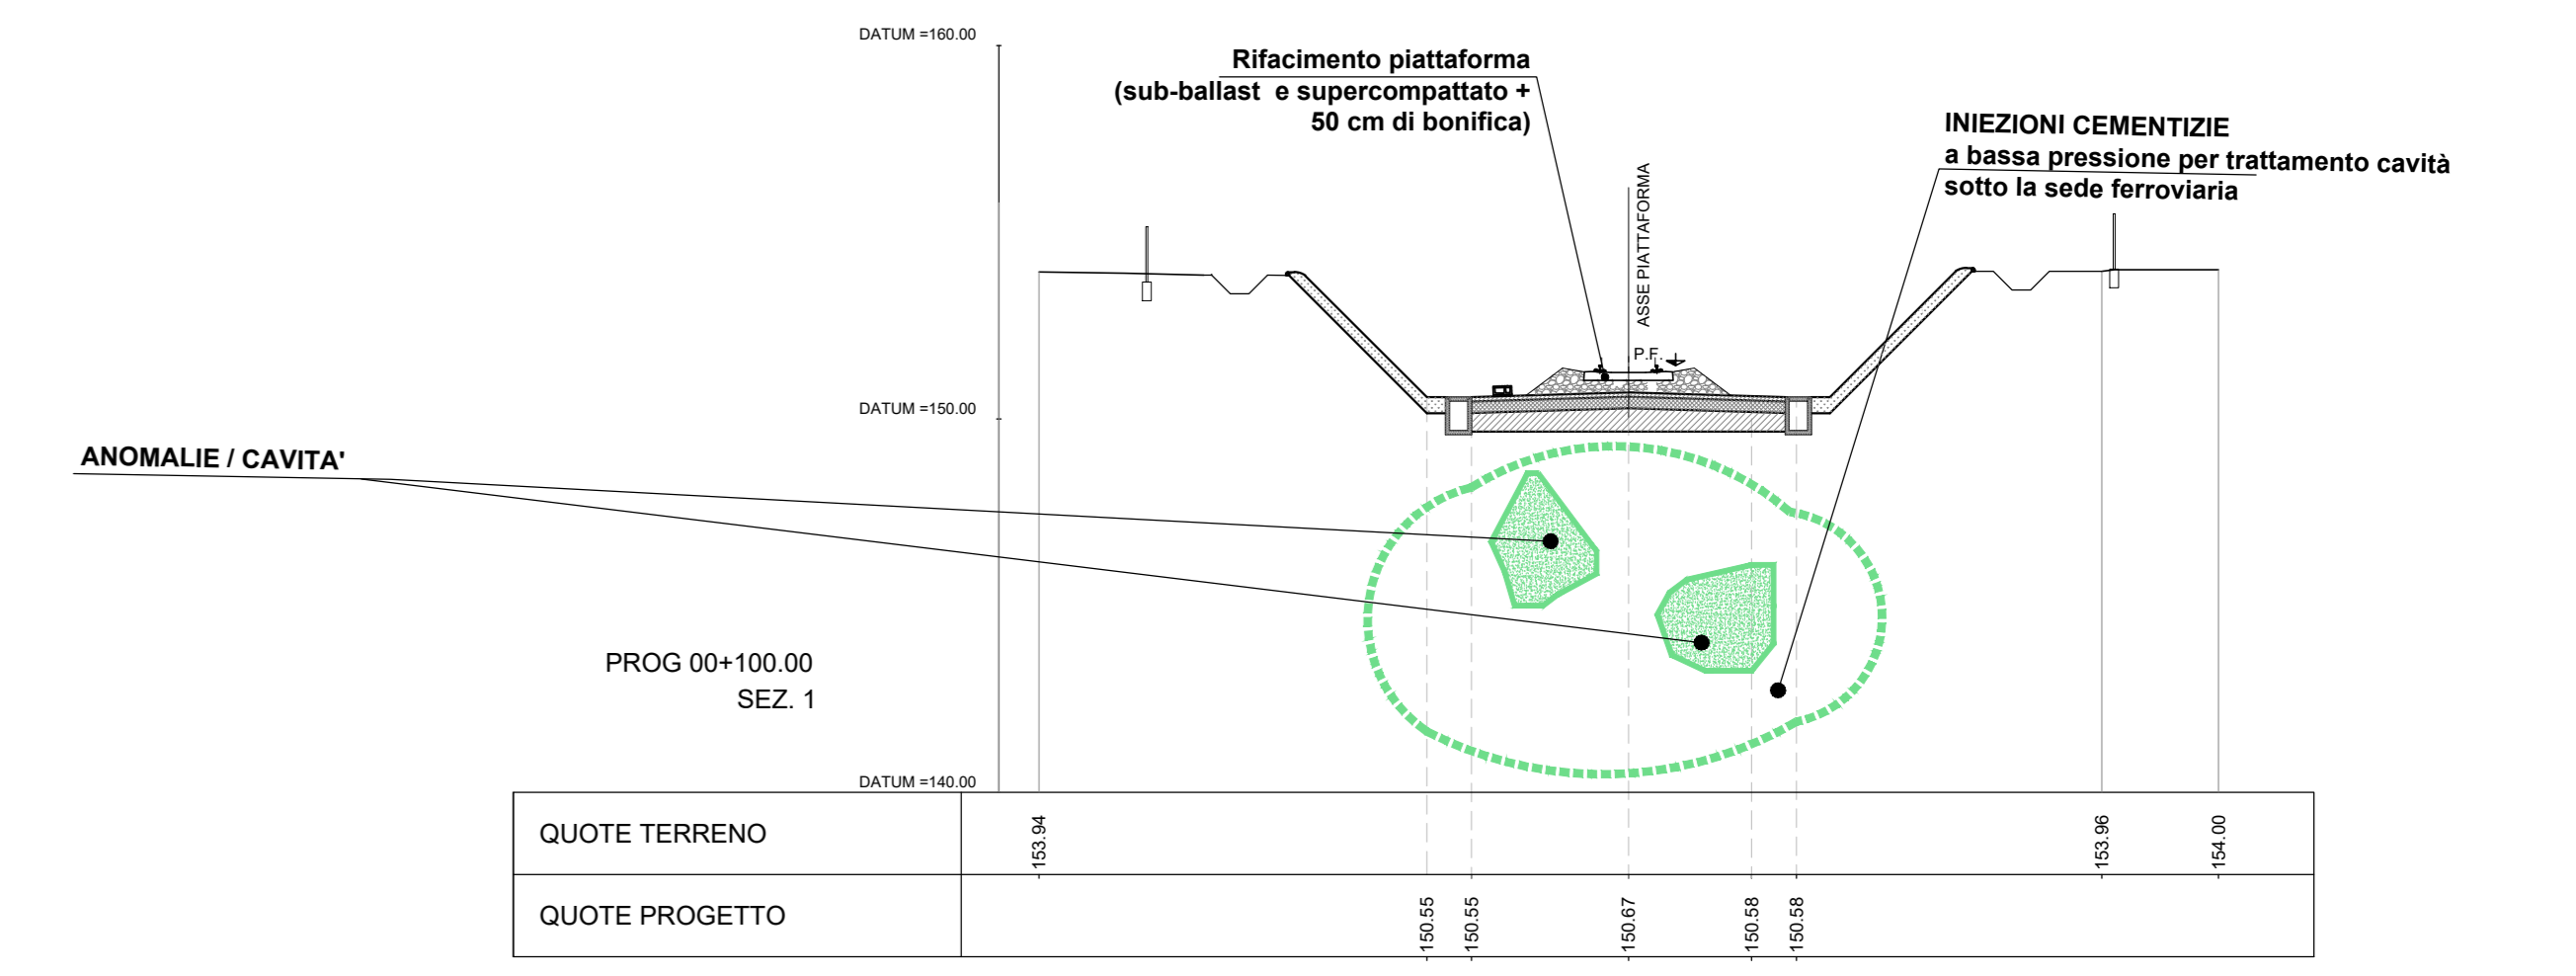 DATUM =160.00
Rifacimento piattaforma
(sub-ballast e supercompattato +
50 cm di bonifica)
INIEZIONI CEMENTIZIE
a bassa pressione per trattamento cavità
sotto la sede ferroviaria
ASSE PIATTAFORMA
P.F.
DATUM =150.00
ANOMALIE / CAVITA'
PROG 00+100.00
SEZ. 1
DATUM =140.00
QUOTE TERRENO
153.94
153.96
154.00
QUOTE PROGETTO
150.55
150.55
150.67
150.58
150.58